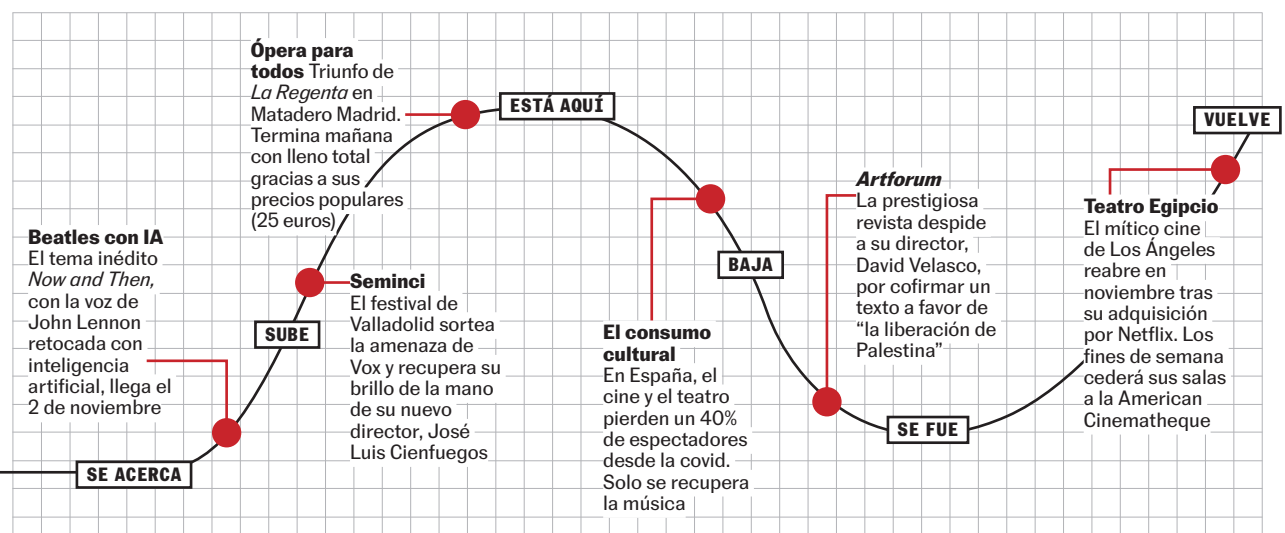 SE ACERCA
Beatles con IA
El tema inédito
Now and Then,
con la voz de
John Lennon
retocada con
inteligencia
artificial, llega el
2 de noviembre
SUBE
Seminci
El festival de
Valladolid sortea
la amenaza de
Vox y recupera su
brillo de la mano
de su nuevo
director, José
Luis Cienfuegos
Ópera para
todos Triunfo de
La Regenta en
Matadero Madrid.
Termina mañana
con lleno total
gracias a sus
precios populares
(25 euros)
ESTÁ AQUÍ
El consumo
cultural
En España, el
cine y el teatro
pierden un 40%
de espectadores
desde la covid.
Solo se recupera
la música
BAJA
Artforum
La prestigiosa
revista despide
a su director,
David Velasco,
por cofirmar un
texto a favor de
“la liberación de
Palestina”
SE FUE
Teatro Egipcio
El mítico cine
de Los Ángeles
reabre en
noviembre tras
su adquisición
por Netflix. Los
fines de semana
cederá sus salas
a la American
Cinematheque
VUELVE